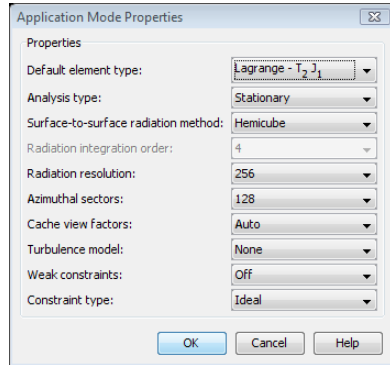 Application Mode Properties
Properties
Default element type: Lagrange - T2 J1
Analysis type: Stationary
Surface-to-surface radiation method: Hemicube
Radiation integration order: 4
Radiation resolution: 256
Azimuthal sectors: 128
Cache view factors: Auto
Turbulence model: None
Weak constraints: Off
Constraint type: Ideal
OK Cancel Help